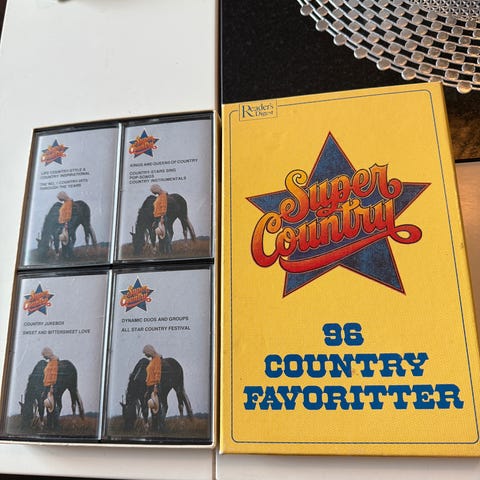 Super
Country
LIFE COUNTRY-STYLE &
COUNTRY INSPIRATIONAL
THE NO. 1 COUNTRY HITS
THROUGH THE YEARS
Super
Country
KINGS AND QUEENS OF COUNTRY
COUNTRY-STARS SING
POP-SONGS
COUNTRY INSTRUMENTALS
Super
Country
COUNTRY JUKEBOX
SWEET AND BITTERSWEET LOVE
Super
Country
DYNAMIC DUOS AND GROUPS
ALL STAR COUNTRY FESTIVAL
Reader's
Digest
Super
Country
96
COUNTRY
FAVORITTER